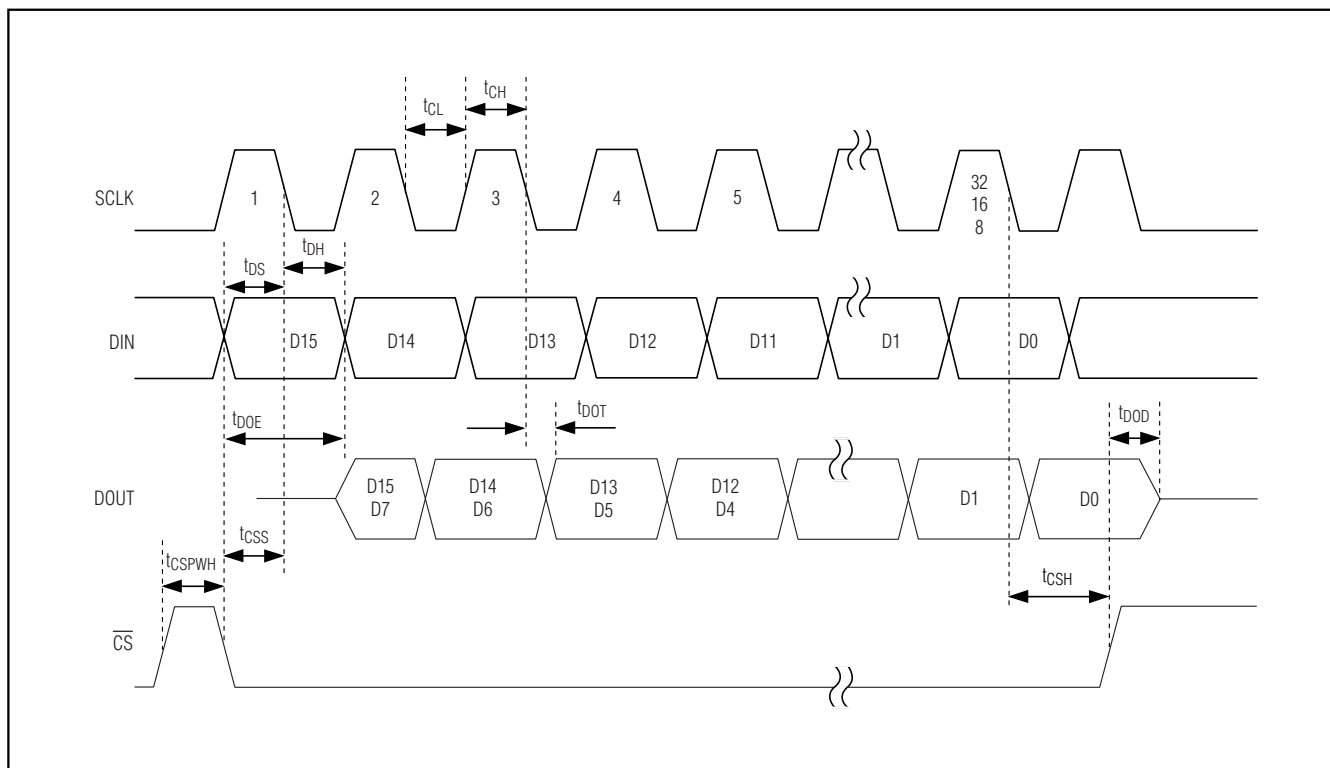 tCL
tCH
SCLK
1
2
3
4
5
32
16
8
tDS
tDH
DIN
D15
D14
D13
D12
D11
D1
D0
tDOE
tDOT
tDOD
DOUT
D15
D7
D14
D6
D13
D5
D12
D4
D1
D0
tCSS
tCSPWH
tCSH
CS